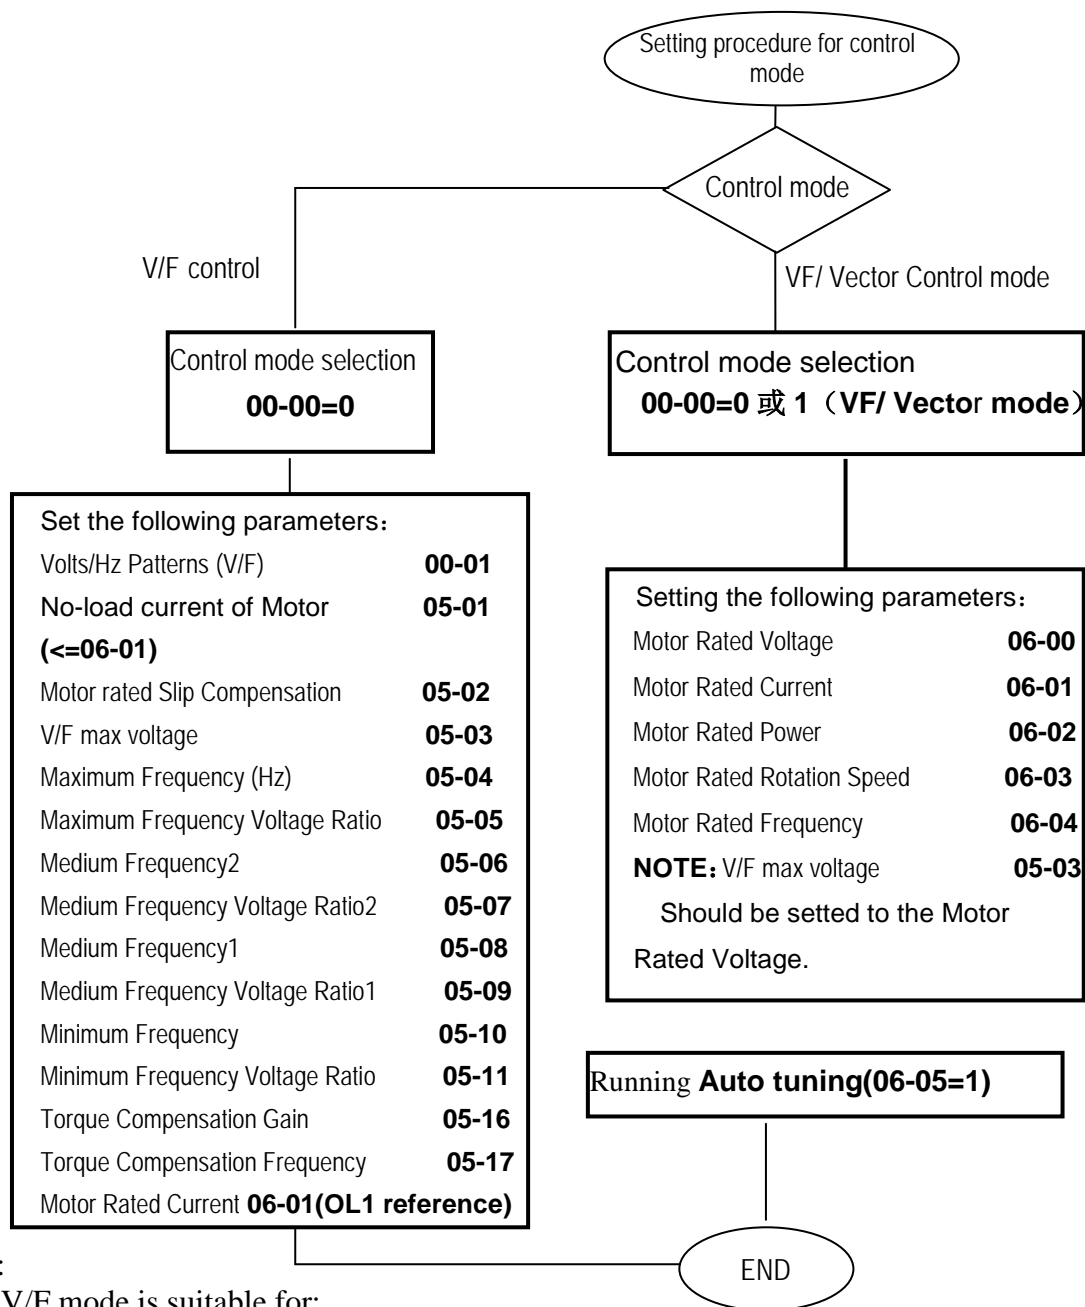 Setting procedure for control
mode
Control mode
V/F control
VF/ Vector Control mode
Control mode selection
00-00=0
Control mode selection
00-00=0 或 1（VF/ Vector mode）
Set the following parameters：
Volts/Hz Patterns (V/F) 00-01
No-load current of Motor 05-01
(<=06-01)
Motor rated Slip Compensation 05-02
V/F max voltage 05-03
Maximum Frequency (Hz) 05-04
Maximum Frequency Voltage Ratio 05-05
Medium Frequency2 05-06
Medium Frequency Voltage Ratio2 05-07
Medium Frequency1 05-08
Medium Frequency Voltage Ratio1 05-09
Minimum Frequency 05-10
Minimum Frequency Voltage Ratio 05-11
Torque Compensation Gain 05-16
Torque Compensation Frequency 05-17
Motor Rated Current 06-01(OL1 reference)
Setting the following parameters：
Motor Rated Voltage 06-00
Motor Rated Current 06-01
Motor Rated Power 06-02
Motor Rated Rotation Speed 06-03
Motor Rated Frequency 06-04
NOTE：V/F max voltage 05-03
Should be setted to the Motor
Rated Voltage.
Running Auto tuning(06-05=1)
END
:
V/F mode is suitable for: